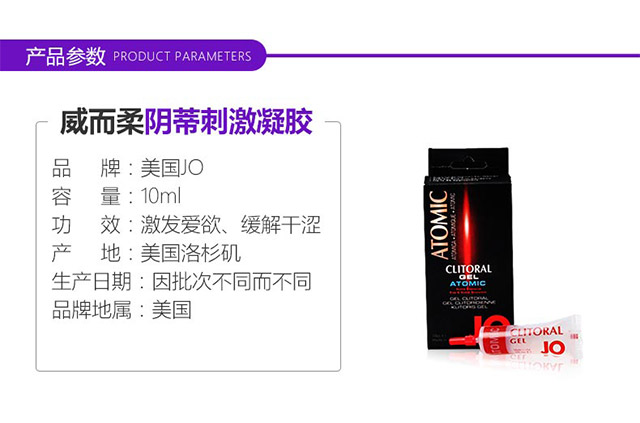 产品参数 PRODUCT PARAMETERS
威而柔阴蒂刺激凝胶
品 牌：美国JO
容 量：10ml
功 效：激发爱欲、缓解干涩
产 地：美国洛杉矶
生产日期：因批次不同而不同
品牌地属：美国
ATOMIC
CLITORAL
GEL
ATOMIC
GEL CLITORAL
GEL CLITORIDIENNE
KLITORIS GEL
JO
ATOMIC
CLITORAL
GEL
JO